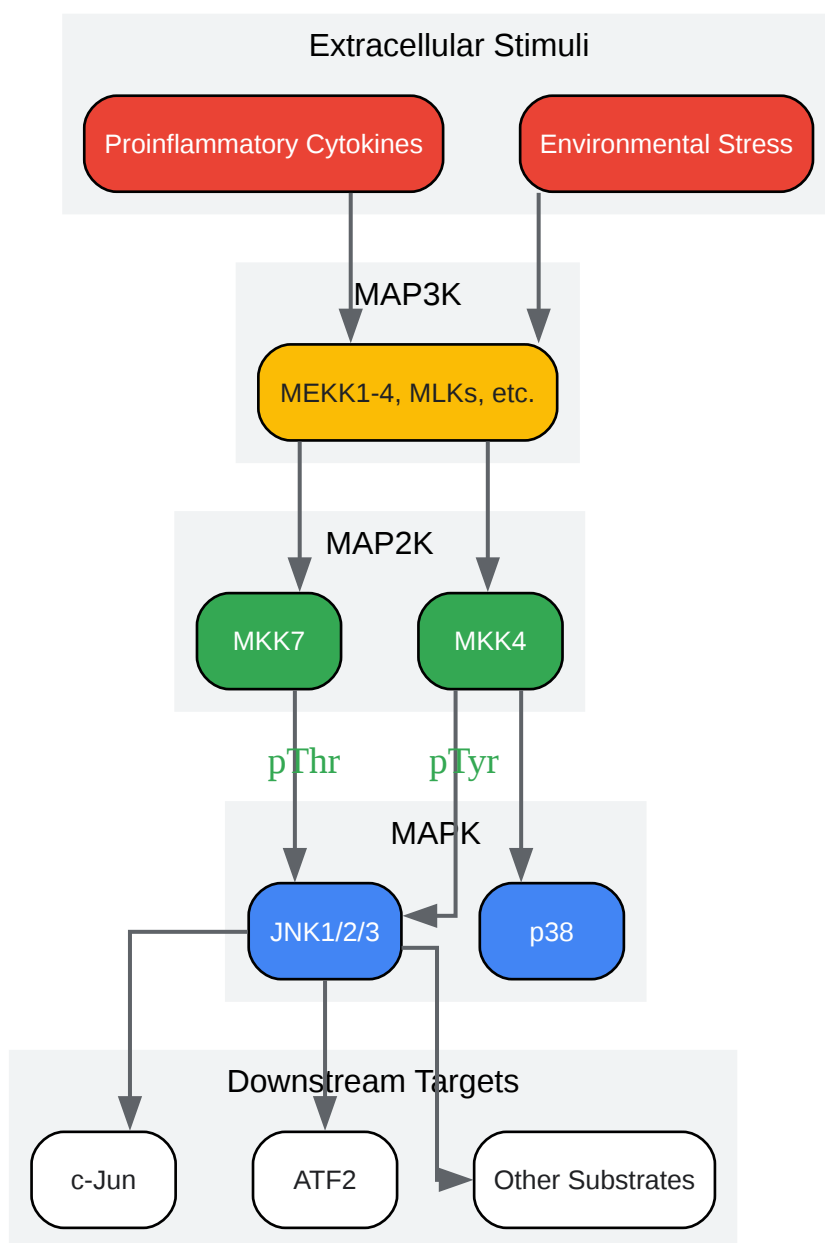 Extracellular Stimuli
Proinflammatory Cytokines
Environmental Stress
MAP3K
MEKK1-4, MLKs, etc.
MAP2K
MKK7
MKK4
pThr
pTyr
MAPK
JNK1/2/3
p38
Downstream Targets
c-Jun
ATF2
Other Substrates